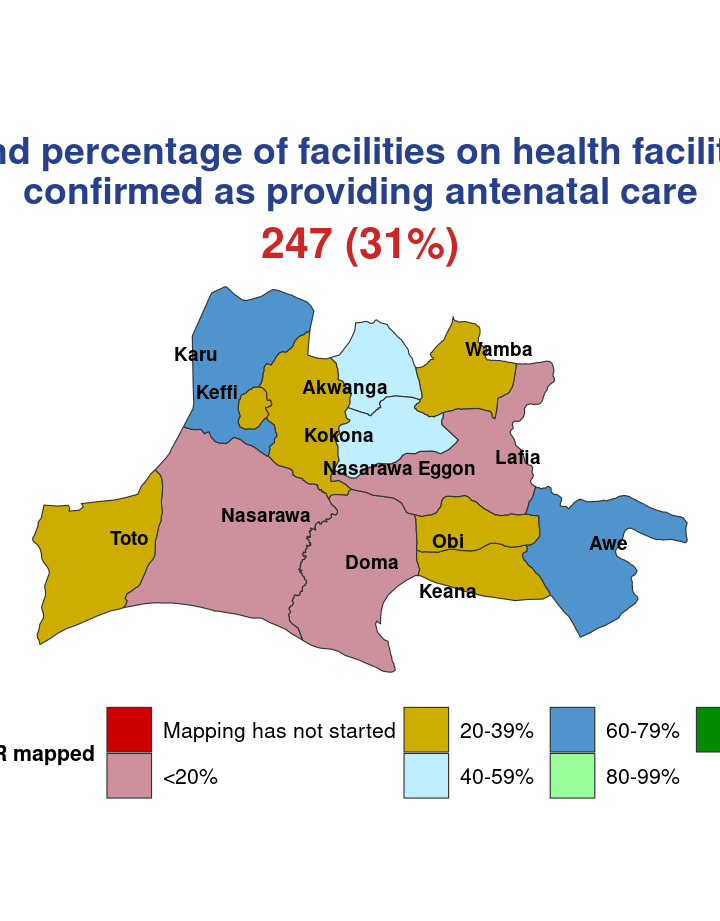 nd percentage of facilities on health facilit
confirmed as providing antenatal care
247 (31%)
Wamba
Karu
Akwanga
Keffi
Kokona
Lafia
Nasarawa Eggon
Nasarawa
Toto
Obi
Awe
Doma
Keana
R mapped
Mapping has not started
20-39%
60-79%
<20%
40-59%
80-99%